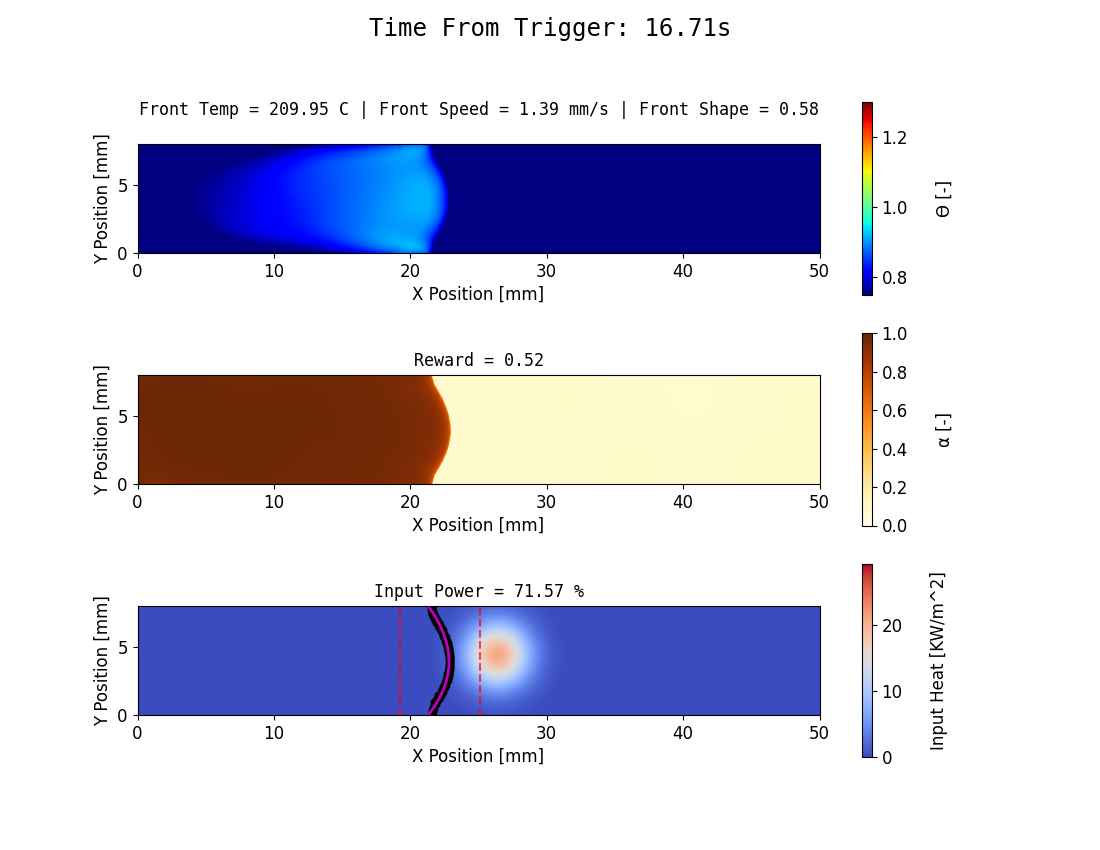 Time From Trigger: 16.71s
Front Temp = 209.95 C | Front Speed = 1.39 mm/s | Front Shape = 0.58
Y Position [mm]
5
0
0 10 20 30 40 50
X Position [mm]
1.2
1.0
0.8
Θ [-]
Reward = 0.52
Y Position [mm]
5
0
0 10 20 30 40 50
X Position [mm]
1.0
0.8
0.6
0.4
0.2
0.0
α [-]
Input Power = 71.57 %
Y Position [mm]
5
0
0 10 20 30 40 50
X Position [mm]
20
10
0
Input Heat [KW/m^2]